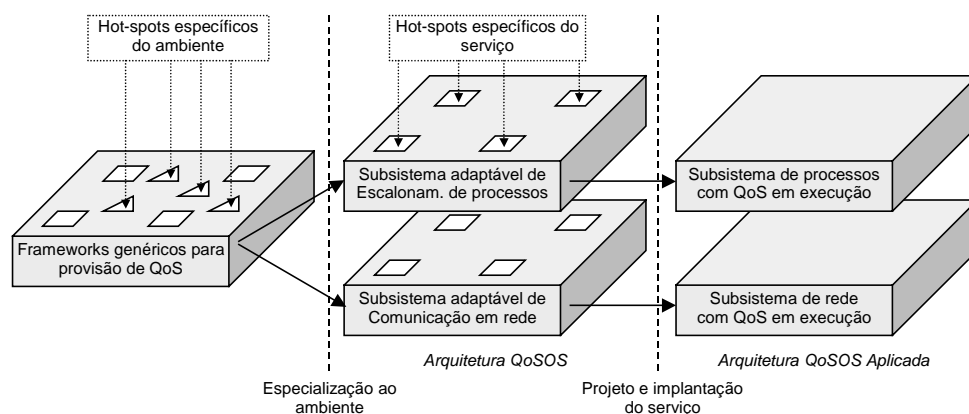 Hot-spots específicos
do ambiente
Hot-spots específicos do
serviço
Frameworks genéricos para
provisão de QoS
Subsistema adaptável de
Escalonam. de processos
Subsistema de processos
com QoS em execução
Subsistema adaptável de
Comunicação em rede
Subsistema de rede
com QoS em execução
Arquitetura QoSOS
Arquitetura QoSOS Aplicada
Especialização ao
ambiente
Projeto e implantação
do serviço